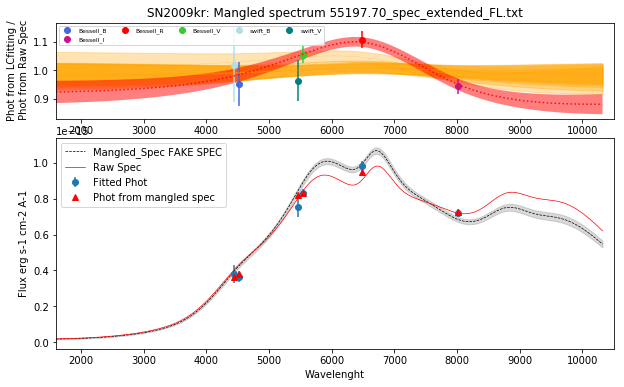 SN2009kr: Mangled spectrum 55197.70_spec_extended_FL.txt
Phot from LCfitting /
Phot from Raw Spec
Bessell_B Bessell_R Bessell_V swift_B swift_V
Bessell_I
1.1
1.0
0.9
2000 3000 4000 5000 6000 7000 8000 9000 10000
Flux erg s-1 cm-2 A-1
Mangled_Spec FAKE SPEC
Raw Spec
Fitted Phot
Phot from mangled spec
1.0
0.8
0.6
0.4
0.2
0.0
2000 3000 4000 5000 6000 7000 8000 9000 10000
Wavelenght